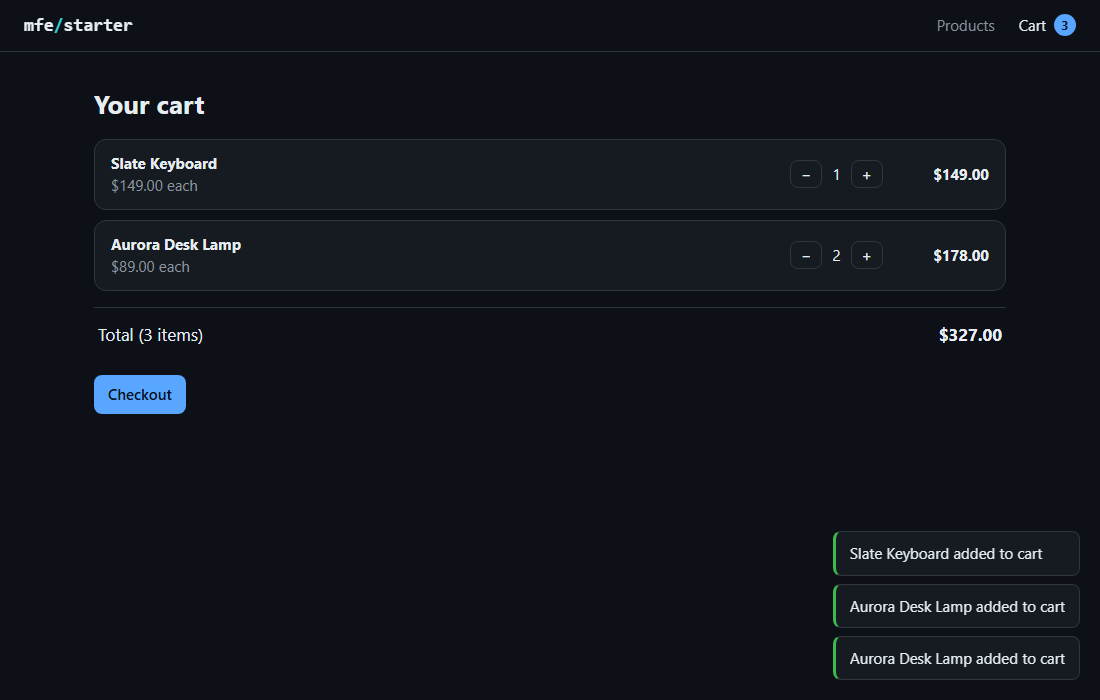 mfe/starter
Products
Cart 3
Your cart
Slate Keyboard
$149.00 each
− 1 + $149.00
Aurora Desk Lamp
$89.00 each
− 2 + $178.00
Total (3 items) $327.00
Checkout
Slate Keyboard added to cart
Aurora Desk Lamp added to cart
Aurora Desk Lamp added to cart